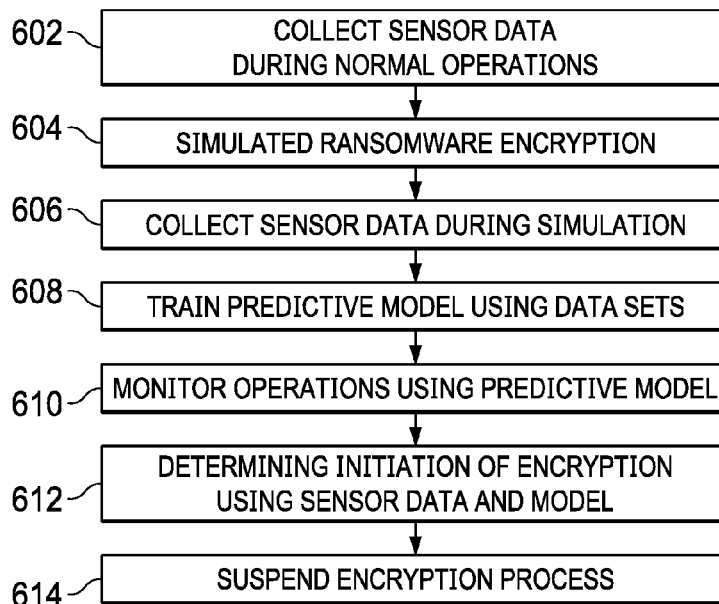 602
COLLECT SENSOR DATA
DURING NORMAL OPERATIONS
604
SIMULATED RANSOMWARE ENCRYPTION
606
COLLECT SENSOR DATA DURING SIMULATION
608
TRAIN PREDICTIVE MODEL USING DATA SETS
610
MONITOR OPERATIONS USING PREDICTIVE MODEL
612
DETERMINING INITIATION OF ENCRYPTION
USING SENSOR DATA AND MODEL
614
SUSPEND ENCRYPTION PROCESS